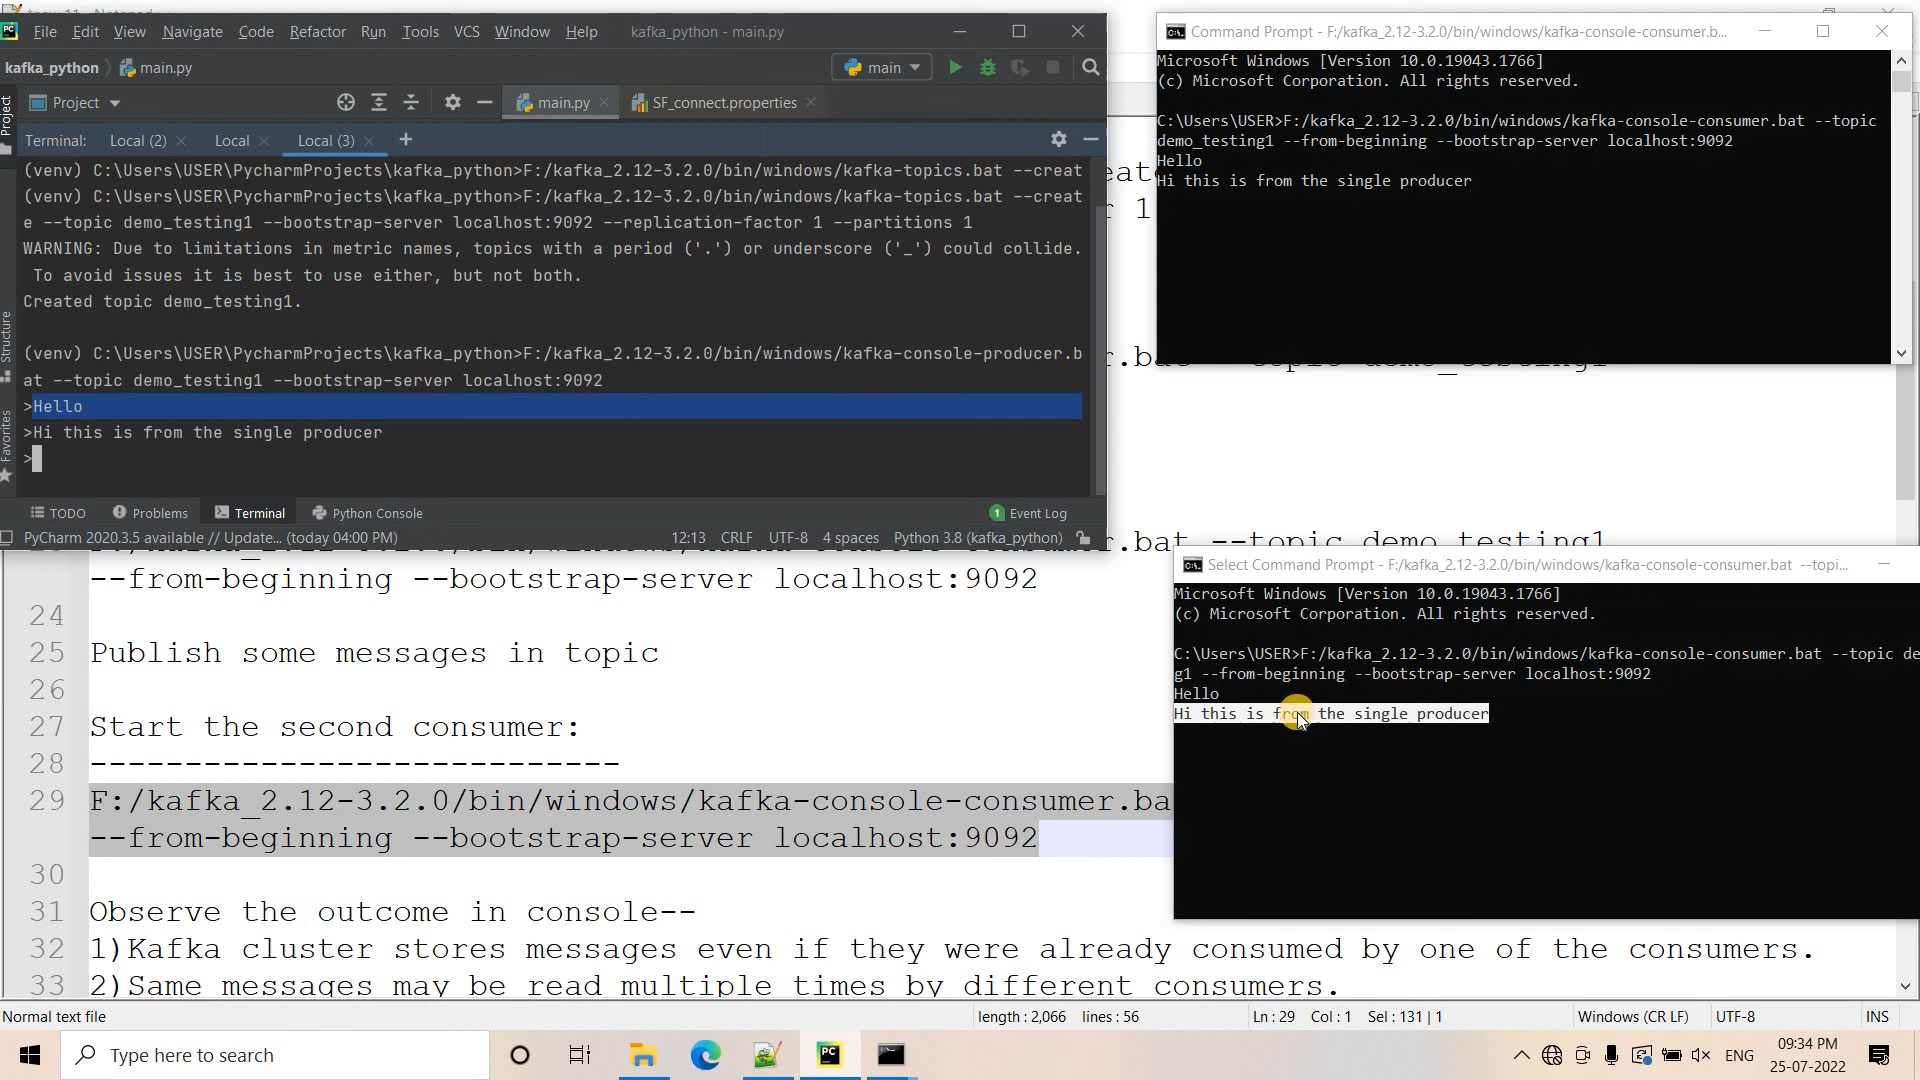 File Edit View Navigate Code Refactor Run Tools VCS Window Help kafka_python - main.py
kafka_python main.py main
Project main.py SF_connect.properties
Terminal: Local (2) Local Local (3) +
(venv) C:\Users\USER\PycharmProjects\kafka_python>F:/kafka_2.12-3.2.0/bin/windows/kafka-topics.bat --creat
(venv) C:\Users\USER\PycharmProjects\kafka_python>F:/kafka_2.12-3.2.0/bin/windows/kafka-topics.bat --creat
e --topic demo_testing1 --bootstrap-server localhost:9092 --replication-factor 1 --partitions 1
WARNING: Due to limitations in metric names, topics with a period ('.') or underscore ('_') could collide.
To avoid issues it is best to use either, but not both.
Created topic demo_testing1.
(venv) C:\Users\USER\PycharmProjects\kafka_python>F:/kafka_2.12-3.2.0/bin/windows/kafka-console-producer.b
at --topic demo_testing1 --bootstrap-server localhost:9092
>Hello
>Hi this is from the single producer
>
Project
Structure
Favorites
TODO Problems Terminal Python Console 1 Event Log
PyCharm 2020.3.5 available // Update... (today 04:00 PM) 12:13 CRLF UTF-8 4 spaces Python 3.8 (kafka_python)
Command Prompt - F:/kafka_2.12-3.2.0/bin/windows/kafka-console-consumer.b...
Microsoft Windows [Version 10.0.19043.1766]
(c) Microsoft Corporation. All rights reserved.
C:\Users\USER>F:/kafka_2.12-3.2.0/bin/windows/kafka-console-consumer.bat --topic
demo_testing1 --from-beginning --bootstrap-server localhost:9092
Hello
Hi this is from the single producer
r 1
--topic demo_testing1
--from-beginning --bootstrap-server localhost:9092
24
25 Publish some messages in topic
26
27 Start the second consumer:
28 ----------------------------
29 F:/kafka_2.12-3.2.0/bin/windows/kafka-console-consumer.ba
--from-beginning --bootstrap-server localhost:9092
30
31 Observe the outcome in console--
32 1)Kafka cluster stores messages even if they were already consumed by one of the consumers.
33 2)Same messages may be read multiple times by different consumers.
Select Command Prompt - F:/kafka_2.12-3.2.0/bin/windows/kafka-console-consumer.bat --topi...
Microsoft Windows [Version 10.0.19043.1766]
(c) Microsoft Corporation. All rights reserved.
C:\Users\USER>F:/kafka_2.12-3.2.0/bin/windows/kafka-console-consumer.bat --topic de
g1 --from-beginning --bootstrap-server localhost:9092
Hello
Hi this is from the single producer
Normal text file length : 2,066 lines : 56 Ln : 29 Col : 1 Sel : 131 | 1 Windows (CR LF) UTF-8 INS
Type here to search ENG 09:34 PM
25-07-2022